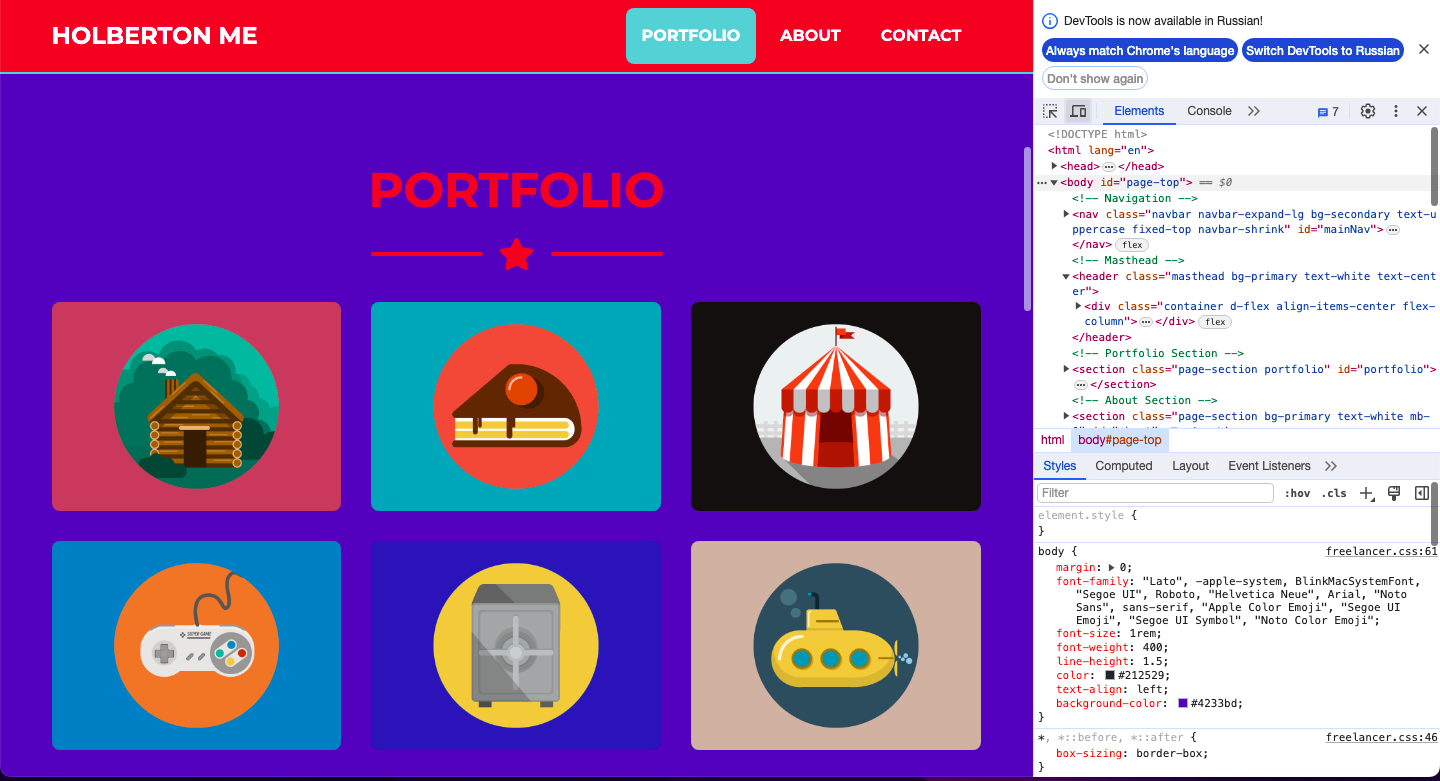 HOLBERTON ME
PORTFOLIO
ABOUT
CONTACT
PORTFOLIO
SUPER GAME
DevTools is now available in Russian!
Always match Chrome's language
Switch DevTools to Russian
Don't show again
Elements
Console
7
<!DOCTYPE html>
<html lang="en">
<head> ··· </head>
··· <body id="page-top"> == $0
<!-- Navigation -->
<nav class="navbar navbar-expand-lg bg-secondary text-u
ppercase fixed-top navbar-shrink" id="mainNav"> ···
</nav> flex
<!-- Masthead -->
<header class="masthead bg-primary text-white text-cent
er">
<div class="container d-flex align-items-center flex-
column"> ··· </div> flex
</header>
<!-- Portfolio Section -->
<section class="page-section portfolio" id="portfolio">
··· </section>
<!-- About Section -->
<section class="page-section bg-primary text-white mb-
html
body#page-top
Styles
Computed
Layout
Event Listeners
Filter
:hov
.cls
element.style {
}
body {
freelancer.css:61
margin: 0;
font-family: "Lato", -apple-system, BlinkMacSystemFont,
"Segoe UI", Roboto, "Helvetica Neue", Arial, "Noto
Sans", sans-serif, "Apple Color Emoji", "Segoe UI
Emoji", "Segoe UI Symbol", "Noto Color Emoji";
font-size: 1rem;
font-weight: 400;
line-height: 1.5;
color: #212529;
text-align: left;
background-color: #4233bd;
}
*, *::before, *::after {
freelancer.css:46
box-sizing: border-box;
}